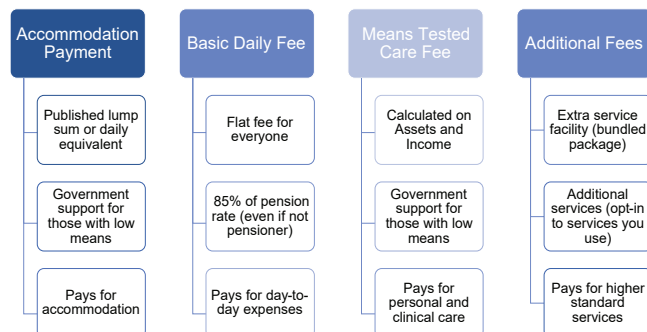 Accommodation
Payment
Published lump
sum or daily
equivalent
Government
support for
those with low
means
Pays for
accommodation
Basic Daily Fee
Flat fee for
everyone
85% of pension
rate (even if not
pensioner)
Pays for day-to-
day expenses
Means Tested
Care Fee
Calculated on
Assets and
Income
Government
support for
those with low
means
Pays for
personal and
clinical care
Additional Fees
Extra service
facility (bundled
package)
Additional
services (opt-in
to services you
use)
Pays for higher
standard
services